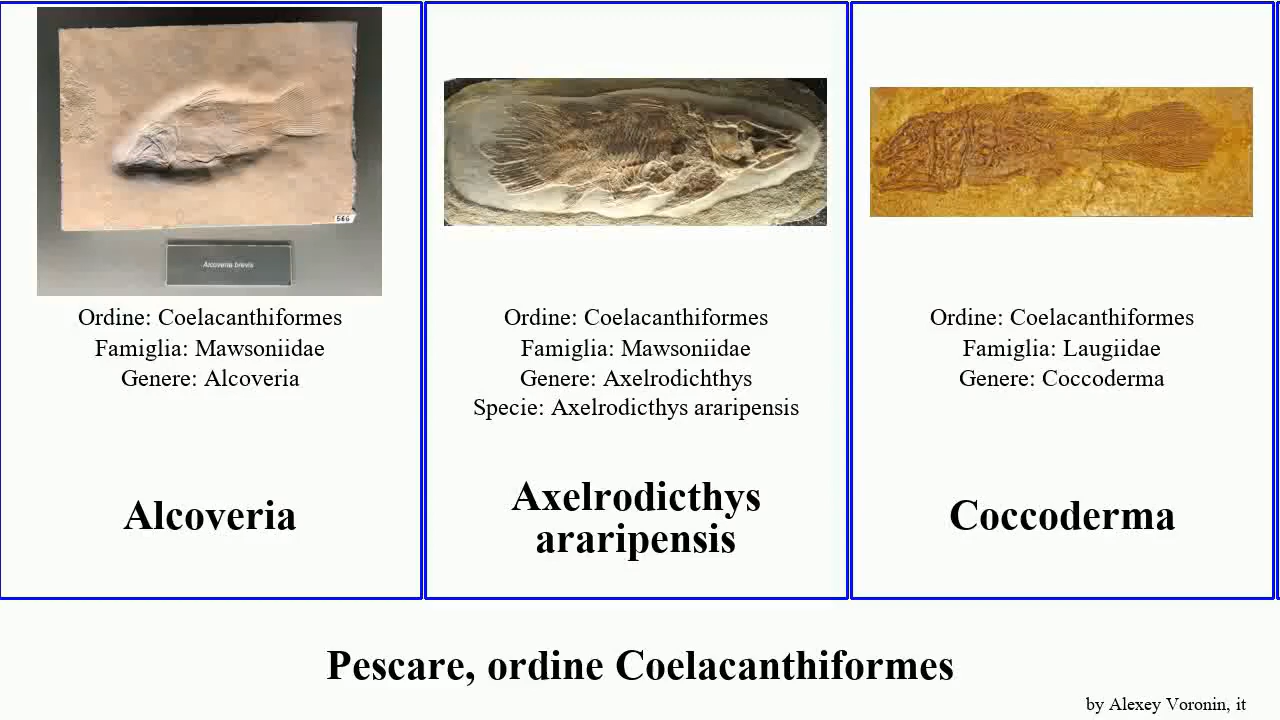 566
Alcoveria brevis
Ordine: Coelacanthiformes
Famiglia: Mawsoniidae
Genere: Alcoveria
Alcoveria
Ordine: Coelacanthiformes
Famiglia: Mawsoniidae
Genere: Axelrodichthys
Specie: Axelrodicthys araripensis
Axelrodicthys
araripensis
Ordine: Coelacanthiformes
Famiglia: Laugiidae
Genere: Coccoderma
Coccoderma
Pescare, ordine Coelacanthiformes
by Alexey Voronin, it